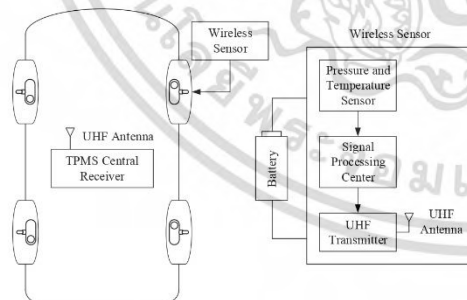 Wireless
Sensor
UHF Antenna
TPMS Central
Receiver
Wireless Sensor
Pressure and
Temperature
Sensor
Signal
Processing
Center
UHF
Transmitter
UHF
Antenna
Battery